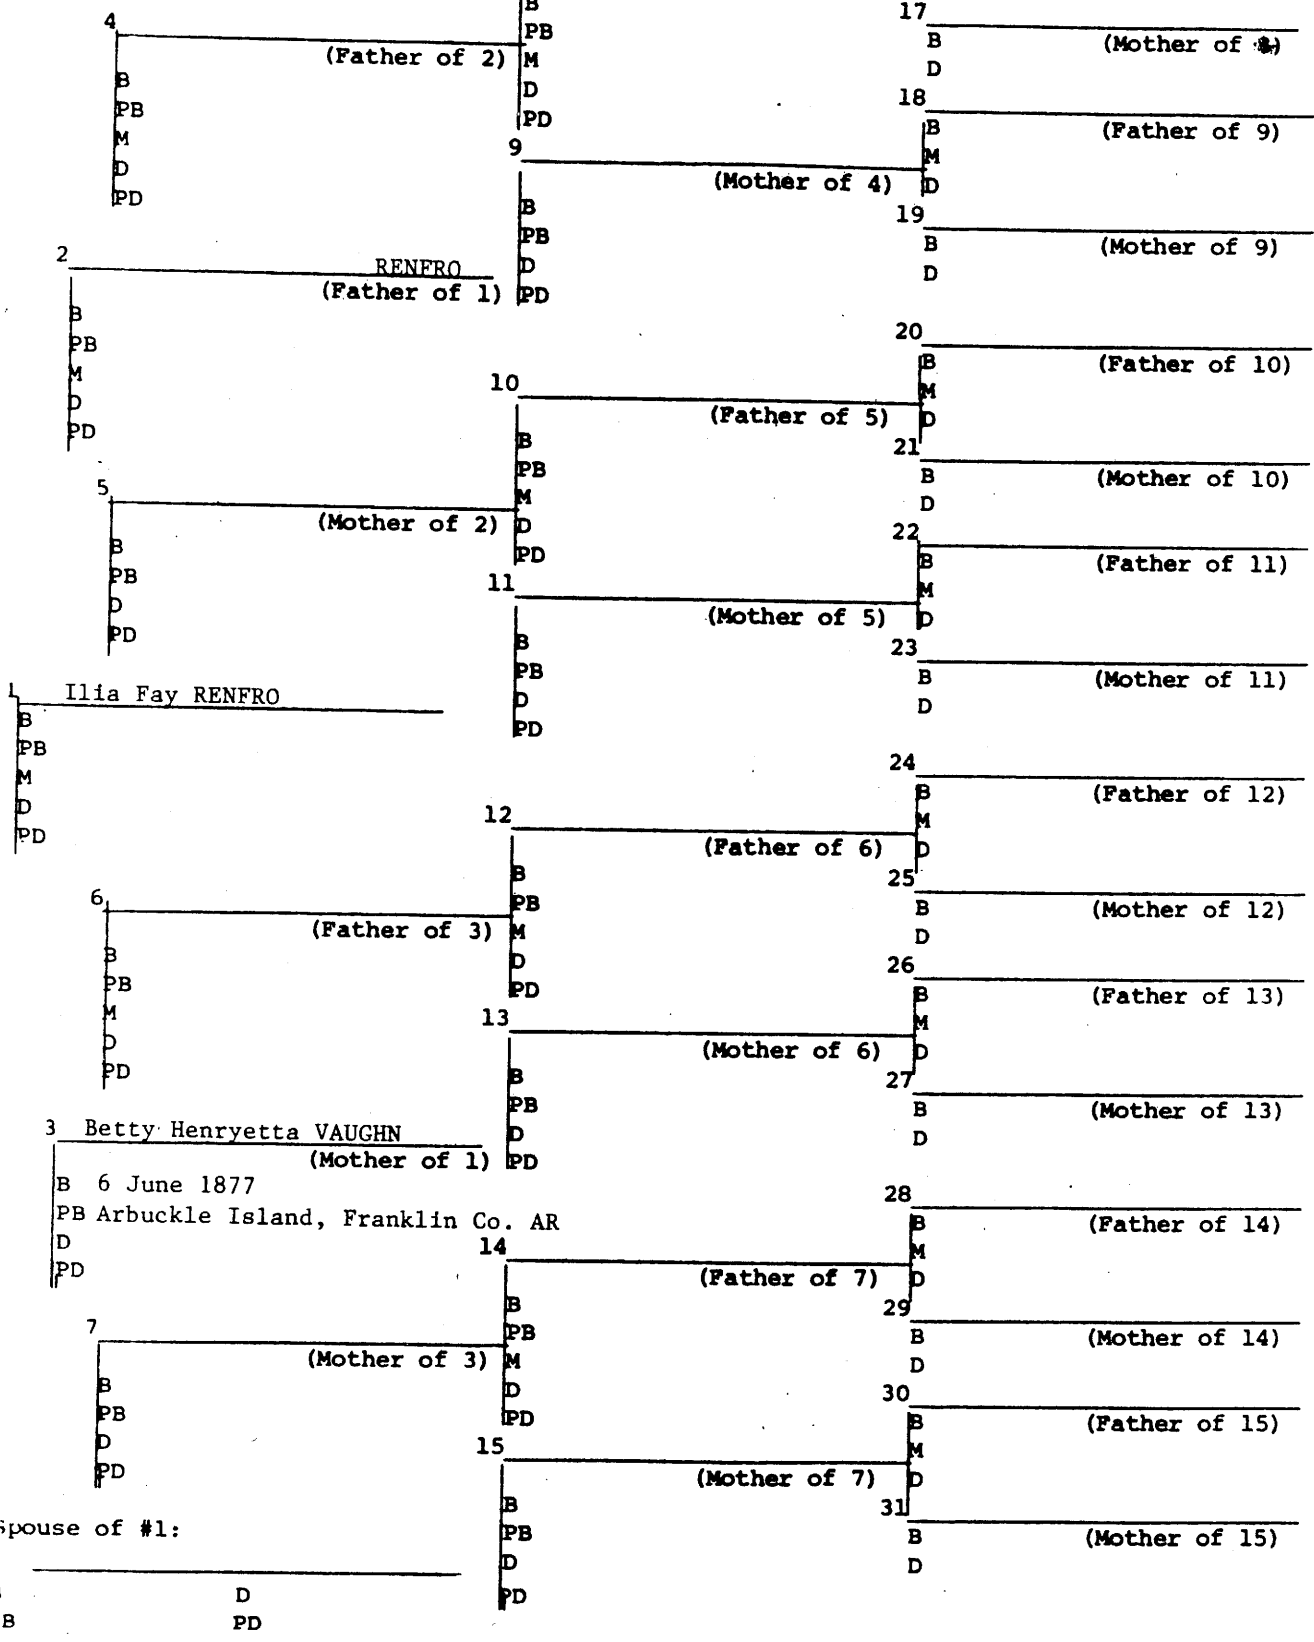 B
17
4
PB
(Father of 2) M
B (Mother of 8)
D
D
B
PB
PD
18
M
9
B (Father of 9)
D
M
PD
(Mother of 4) D
B
19
PB
B (Mother of 9)
2 RENFRO
D
D
(Father of 1) PD
B
20
PB
B (Father of 10)
M
10
M
D
(Father of 5) D
PD
B
21
PB
B (Mother of 10)
5
M
D
(Mother of 2) D
22
B
PD
B (Father of 11)
PB
11
M
D
(Mother of 5) D
PD
B
23
PB
B (Mother of 11)
1 Ilia Fay RENFRO
D
D
B
PD
PB
24
M
B (Father of 12)
D
12
M
PD
(Father of 6) D
B
25
6
PB
B (Mother of 12)
(Father of 3) M
D
B
D
26
PB
PD
B (Father of 13)
M
13
M
D
(Mother of 6) D
PD
B
27
PB
B (Mother of 13)
3 Betty Henryetta VAUGHN
D
D
(Mother of 1) PD
B 6 June 1877
28
PB Arbuckle Island, Franklin Co. AR
B (Father of 14)
D
14
M
PD
(Father of 7) D
B
29
7
PB
B (Mother of 14)
(Mother of 3) M
D
B
D
30
PB
PD
B (Father of 15)
D
15
M
PD
(Mother of 7) D
B
31
Spouse of #1:
PB
B (Mother of 15)
D
D
D
PD
B
PD